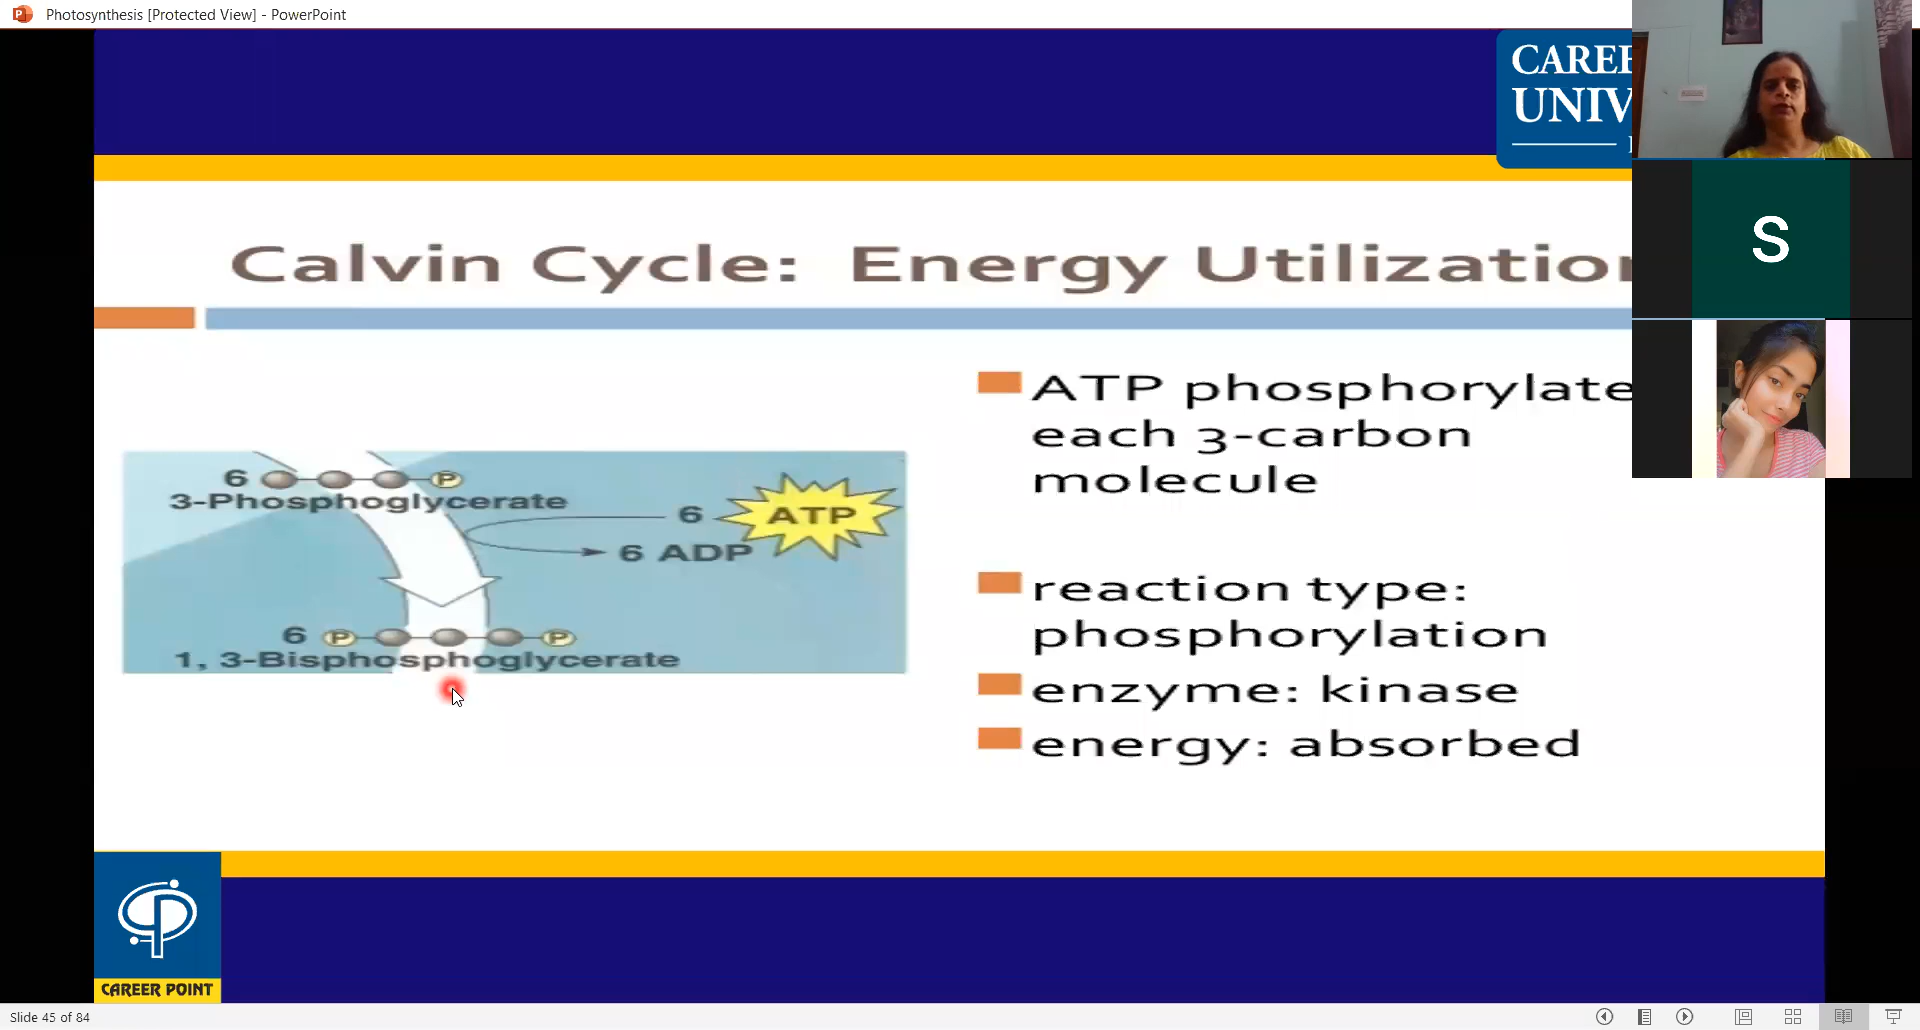 Photosynthesis [Protected View] - PowerPoint
CAREE
UNIV
S
Calvin Cycle: Energy Utilization
ATP phosphorylate
each 3-carbon
molecule
reaction type:
phosphorylation
enzyme: kinase
energy: absorbed
6 P
3-Phosphoglycerate
6 ATP
6 ADP
6 P P
1, 3-Bisphosphoglycerate
CAREER POINT
Slide 45 of 84